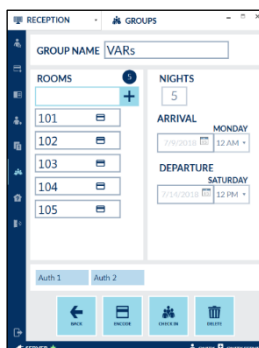 RECEPTION GROUPS
GROUP NAME VARs
ROOMS 5
101
102
103
104
105
NIGHTS
5
ARRIVAL
MONDAY
7/9/2018 12 AM
DEPARTURE
SATURDAY
7/14/2018 12 PM
Auth 1 Auth 2
BACK ENCODE CHECK IN DELETE
SERVER